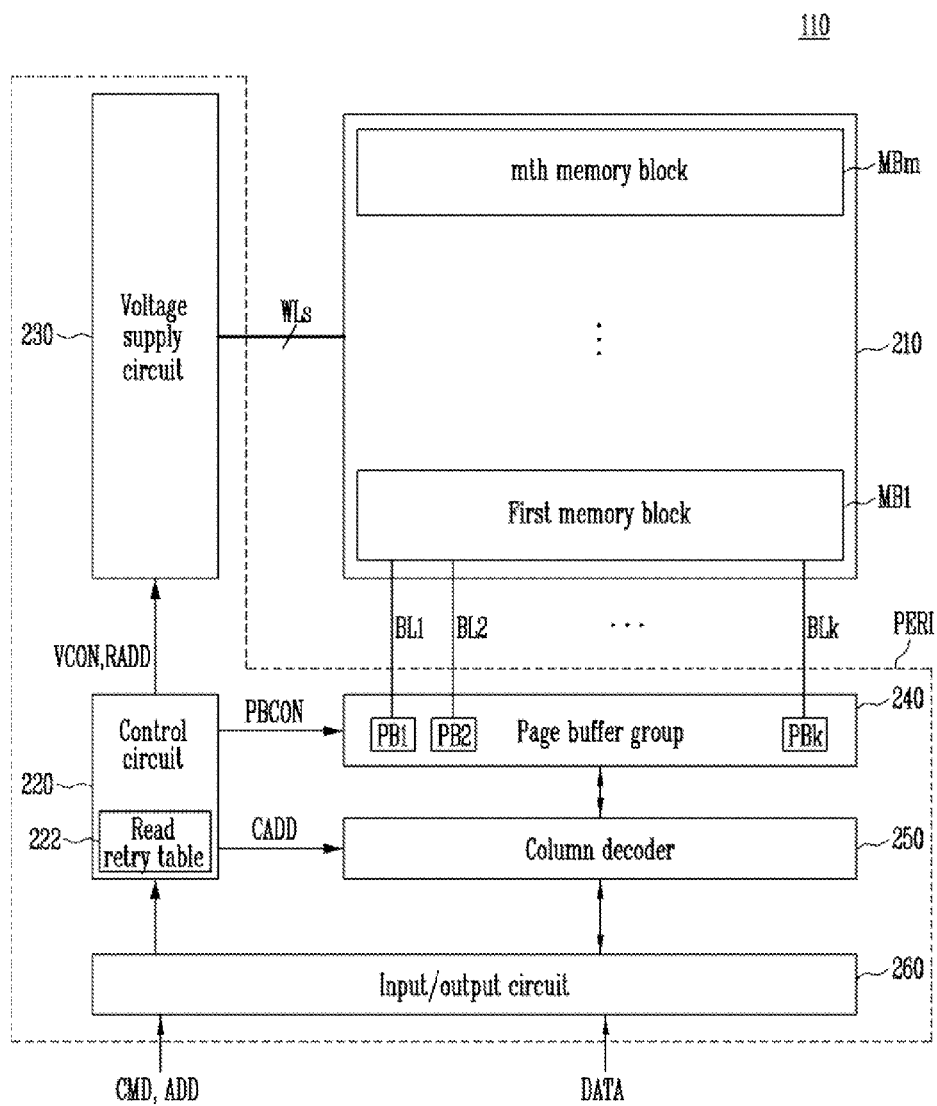 110
mth memory block
MBm
Voltage
supply
circuit
230
WLs
210
First memory block
MB1
BL1
BL2
BLk
PERI
VCON,RADD
Control
circuit
220
PBCON
PB1
PB2
Page buffer group
PBk
240
222
Read
retry table
CADD
Column decoder
250
Input/output circuit
260
CMD, ADD
DATA